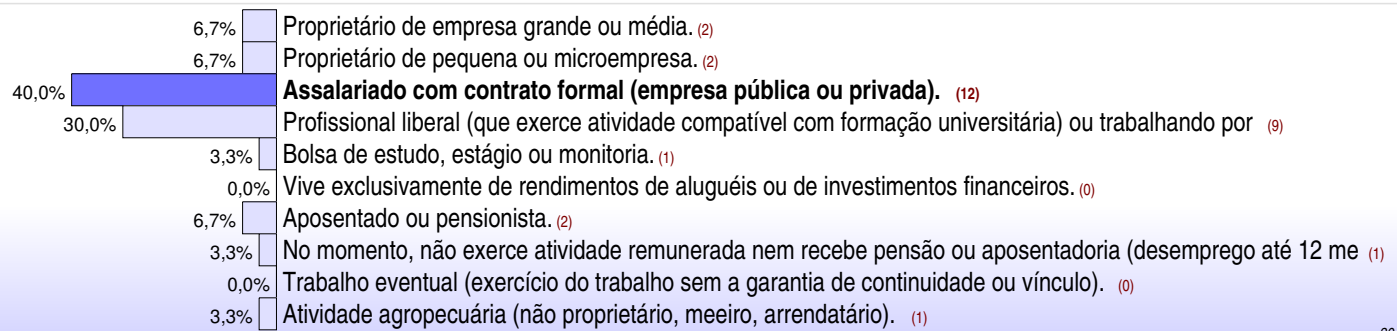 6,7% Proprietário de empresa grande ou média. (2)
6,7% Proprietário de pequena ou microempresa. (2)
40,0% Assalariado com contrato formal (empresa pública ou privada). (12)
30,0% Profissional liberal (que exerce atividade compatível com formação universitária) ou trabalhando por (9)
3,3% Bolsa de estudo, estágio ou monitoria. (1)
0,0% Vive exclusivamente de rendimentos de aluguéis ou de investimentos financeiros. (0)
6,7% Aposentado ou pensionista. (2)
3,3% No momento, não exerce atividade remunerada nem recebe pensão ou aposentadoria (desemprego até 12 me (1)
0,0% Trabalho eventual (exercício do trabalho sem a garantia de continuidade ou vínculo). (0)
3,3% Atividade agropecuária (não proprietário, meeiro, arrendatário). (1)